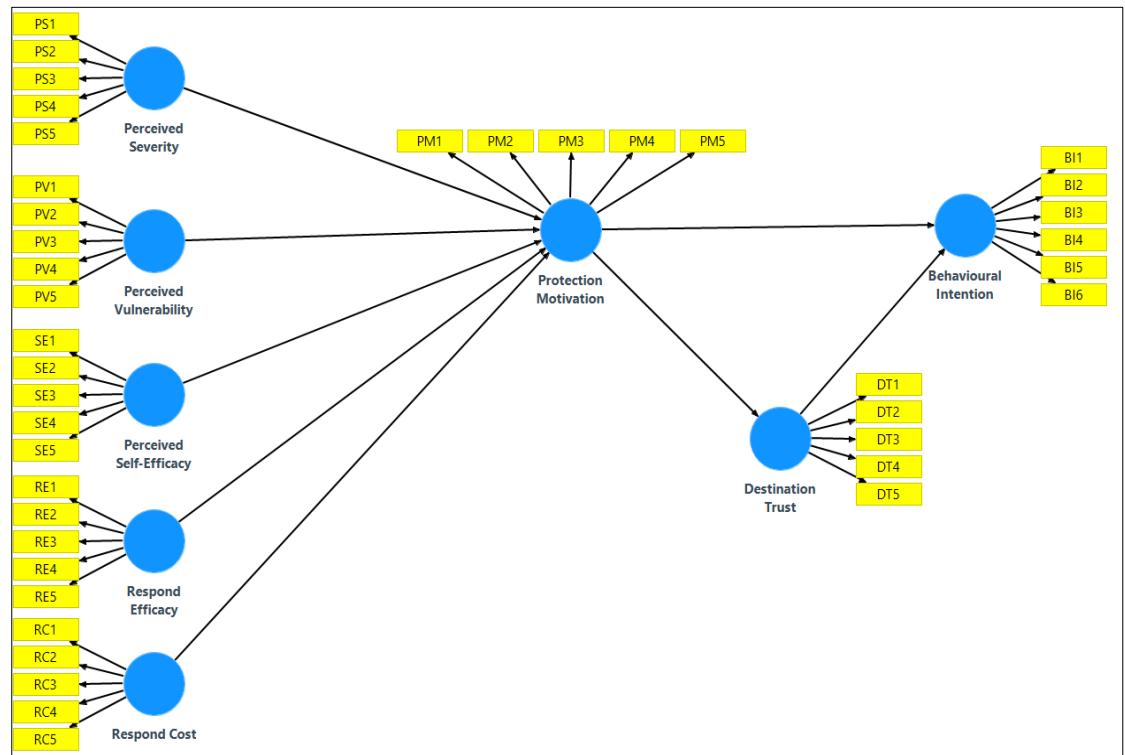 PS1
PS2
PS3
PS4
PS5
Perceived
Severity
PV1
PV2
PV3
PV4
PV5
Perceived
Vulnerability
SE1
SE2
SE3
SE4
SE5
Perceived
Self-Efficacy
RE1
RE2
RE3
RE4
RE5
Respond
Efficacy
RC1
RC2
RC3
RC4
RC5
Respond Cost
PM1 PM2 PM3 PM4 PM5
Protection
Motivation
DT1
DT2
DT3
DT4
DT5
Destination
Trust
BI1
BI2
BI3
BI4
BI5
BI6
Behavioural
Intention